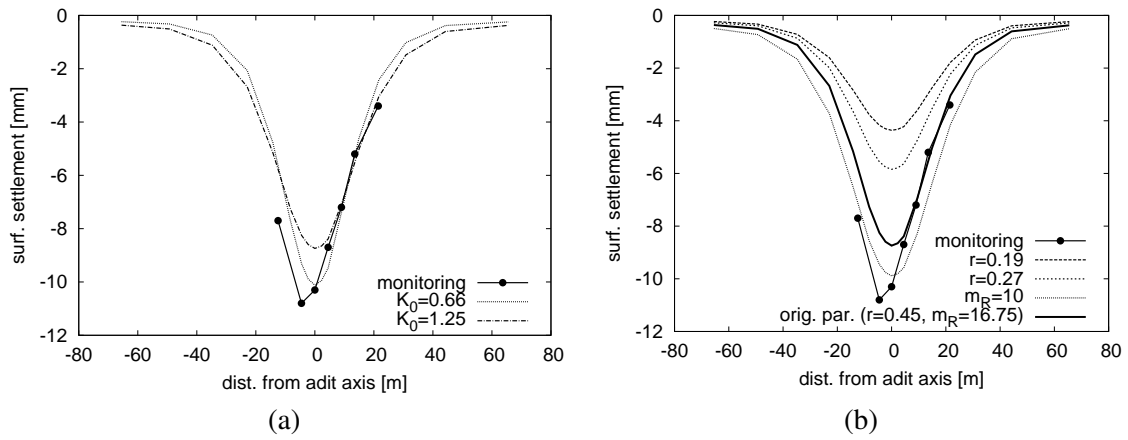 0
-2
-4
-6
-8
-10
-12
surf. settlement [mm]
monitoring
K0=0.66
K0=1.25
-80 -60 -40 -20 0 20 40 60 80
dist. from adit axis [m]
(a)
0
-2
-4
-6
-8
-10
-12
surf. settlement [mm]
monitoring
r=0.19
r=0.27
mR=10
orig. par. (r=0.45, mR=16.75)
-80 -60 -40 -20 0 20 40 60 80
dist. from adit axis [m]
(b)